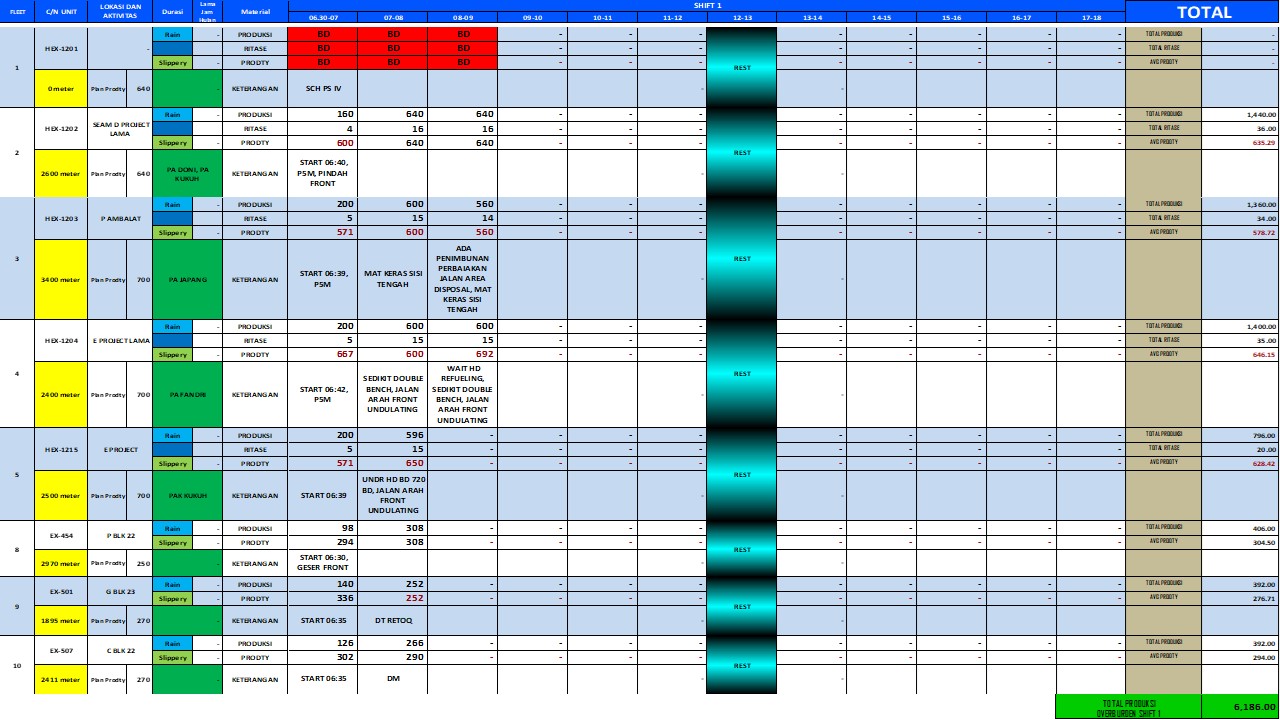 FLEET C/N UNIT LOKASI DAN AKTIVITAS Durasi Lama Jam Hujan Material SHIFT 1 TOTAL
06.30-07 07-08 08-09 09-10 10-11 11-12 12-13 13-14 14-15 15-16 16-17 17-18
1 HEX-1201 - Rain - PRODUKSI BD BD BD - - - - - - - - TOTAL PRODUKSI -
RITASE BD BD BD - - - - - - - - TOTAL RITASE -
Slippery - PRODTY BD BD BD - - - REST - - - - - AVG PRODTY -
0 meter Plan Prodty 640 - KETERANGAN SCH PS IV - -
2 HEX-1202 SEAM D PROJECT LAMA Rain - PRODUKSI 160 640 640 - - - - - - - - TOTAL PRODUKSI 1,440.00
RITASE 4 16 16 - - - - - - - - TOTAL RITASE 36.00
Slippery - PRODTY 600 640 640 - - - REST - - - - - AVG PRODTY 635.29
2600 meter Plan Prodty 640 PA DONI, PA KUKUH KETERANGAN START 06:40, P5M, PINDAH FRONT - -
3 HEX-1203 P AMBALAT Rain - PRODUKSI 200 600 560 - - - - - - - - TOTAL PRODUKSI 1,360.00
RITASE 5 15 14 - - - - - - - - TOTAL RITASE 34.00
Slippery - PRODTY 571 600 560 - - - REST - - - - - AVG PRODTY 578.72
3400 meter Plan Prodty 700 PA JAPANG KETERANGAN START 06:39, P5M MAT KERAS SISI TENGAH ADA PENIMBUNAN PERBAIAKAN JALAN AREA DISPOSAL, MAT KERAS SISI TENGAH - -
4 HEX-1204 E PROJECT LAMA Rain - PRODUKSI 200 600 600 - - - - - - - - TOTAL PRODUKSI 1,400.00
RITASE 5 15 15 - - - - - - - - TOTAL RITASE 35.00
Slippery - PRODTY 667 600 692 - - - REST - - - - - AVG PRODTY 646.15
2400 meter Plan Prodty 700 PA FANDRI KETERANGAN START 06:42, P5M SEDIKIT DOUBLE BENCH, JALAN ARAH FRONT UNDULATING WAIT HD REFUELING, SEDIKIT DOUBLE BENCH, JALAN ARAH FRONT UNDULATING - -
5 HEX-1215 E PROJECT Rain - PRODUKSI 200 596 - - - - - - - - - TOTAL PRODUKSI 796.00
RITASE 5 15 - - - - - - - - - TOTAL RITASE 20.00
Slippery - PRODTY 571 650 - - - - REST - - - - - AVG PRODTY 628.42
2500 meter Plan Prodty 700 PAK KUKUH KETERANGAN START 06:39 UNDR HD BD 720 BD, JALAN ARAH FRONT UNDULATING - -
8 EX-454 P BLK 22 Rain - PRODUKSI 98 308 - - - - - - - - - TOTAL PRODUKSI 406.00
Slippery - PRODTY 294 308 - - - - REST - - - - - AVG PRODTY 304.50
2970 meter Plan Prodty 250 - KETERANGAN START 06:30, GESER FRONT - -
9 EX-501 G BLK 23 Rain - PRODUKSI 140 252 - - - - - - - - - TOTAL PRODUKSI 392.00
Slippery - PRODTY 336 252 - - - - REST - - - - - AVG PRODTY 276.71
1895 meter Plan Prodty 270 - KETERANGAN START 06:35 DT RETOQ - -
10 EX-507 C BLK 22 Rain - PRODUKSI 126 266 - - - - - - - - - TOTAL PRODUKSI 392.00
Slippery - PRODTY 302 290 - - - - REST - - - - - AVG PRODTY 294.00
2411 meter Plan Prodty 270 - KETERANGAN START 06:35 DM - -
TOTAL PRODUKSI OVERBURDEN SHIFT 1 6,186.00